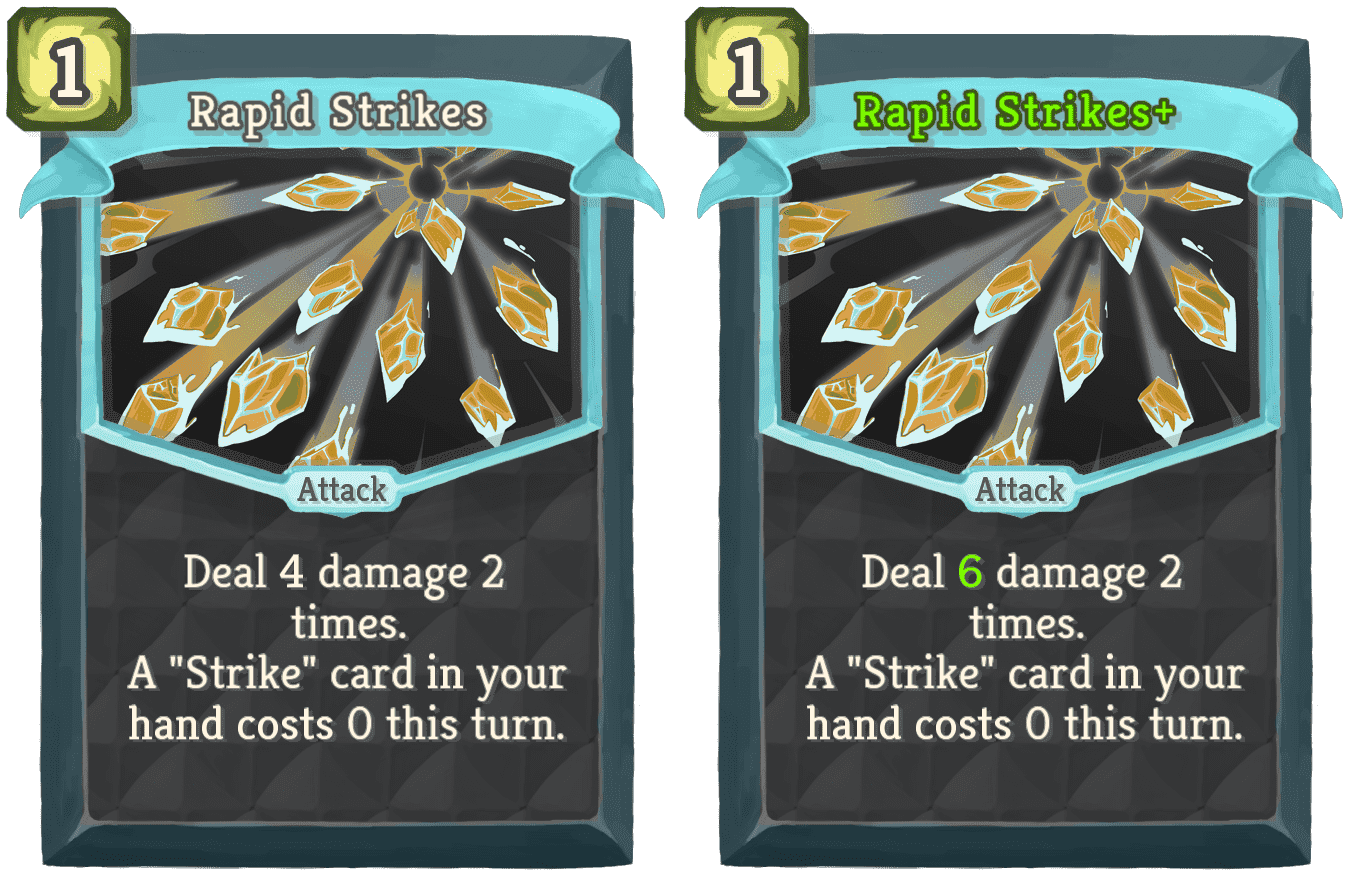 1
Rapid Strikes
Attack
Deal 4 damage 2
times.
A "Strike" card in your
hand costs 0 this turn.
1
Rapid Strikes+
Attack
Deal 6 damage 2
times.
A "Strike" card in your
hand costs 0 this turn.